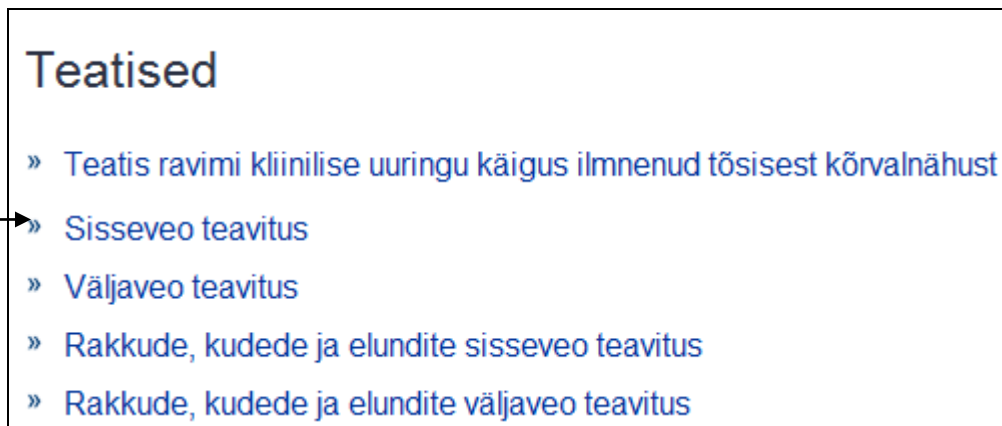 Teatised
» Teatis ravimi kliinilise uuringu käigus ilmnenud tõsisest kõrvalnähust
» Sisseveo teavitus
» Väljaveo teavitus
» Rakkude, kudede ja elundite sisseveo teavitus
» Rakkude, kudede ja elundite väljaveo teavitus